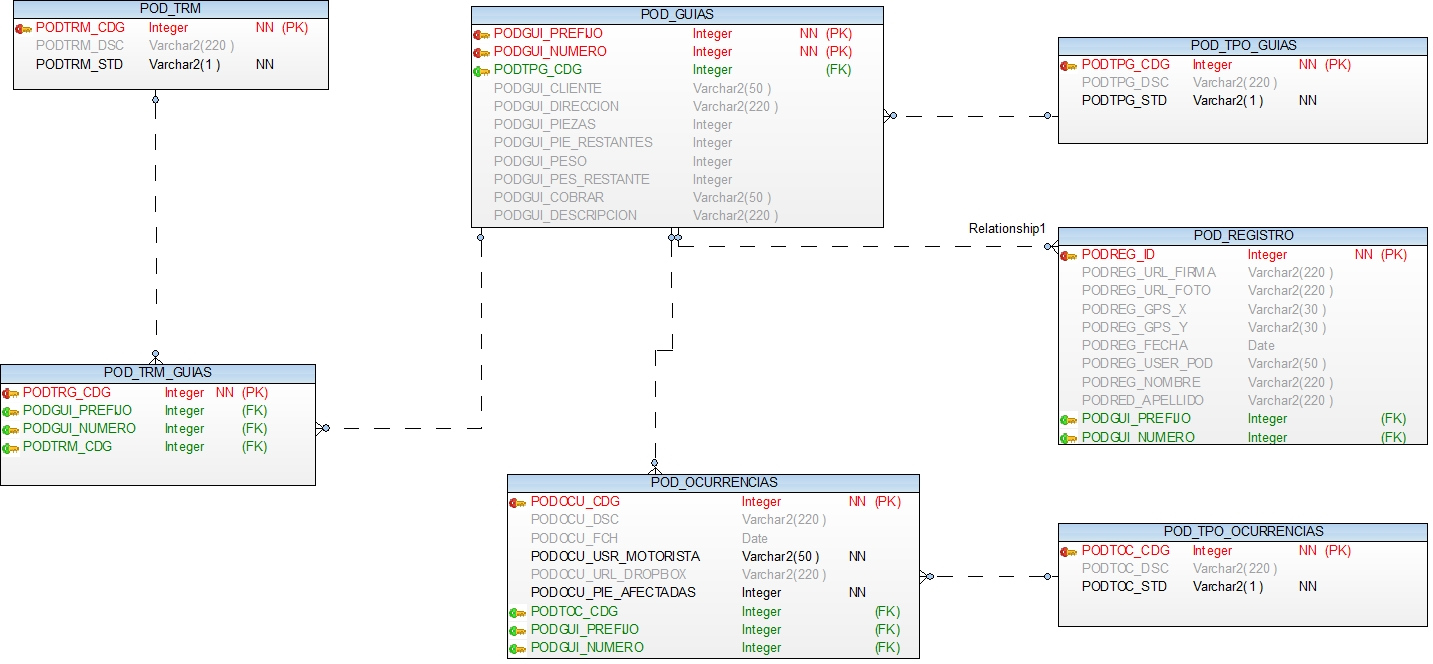 POD_TRM
PODTRM_CDG Integer NN (PK)
PODTRM_DSC Varchar2(220 )
PODTRM_STD Varchar2(1 ) NN
POD_GUIAS
PODGUI_PREFIJO Integer NN (PK)
PODGUI_NUMERO Integer NN (PK)
PODTPG_CDG Integer (FK)
PODGUI_CLIENTE Varchar2(50 )
PODGUI_DIRECCION Varchar2(220 )
PODGUI_PIEZAS Integer
PODGUI_PIE_RESTANTES Integer
PODGUI_PESO Integer
PODGUI_PES_RESTANTE Integer
PODGUI_COBRAR Varchar2(50 )
PODGUI_DESCRIPCION Varchar2(220 )
POD_TPO_GUIAS
PODTPG_CDG Integer NN (PK)
PODTPG_DSC Varchar2(220 )
PODTPG_STD Varchar2(1 ) NN
Relationship1
POD_REGISTRO
PODREG_ID Integer NN (PK)
PODREG_URL_FIRMA Varchar2(220 )
PODREG_URL_FOTO Varchar2(220 )
PODREG_GPS_X Varchar2(30 )
PODREG_GPS_Y Varchar2(30 )
PODREG_FECHA Date
PODREG_USER_POD Varchar2(50 )
PODREG_NOMBRE Varchar2(220 )
PODRED_APELLIDO Varchar2(220 )
PODGUI_PREFIJO Integer (FK)
PODGUI_NUMERO Integer (FK)
POD_TRM_GUIAS
PODTRG_CDG Integer NN (PK)
PODGUI_PREFIJO Integer (FK)
PODGUI_NUMERO Integer (FK)
PODTRM_CDG Integer (FK)
POD_OCURRENCIAS
PODOCU_CDG Integer NN (PK)
PODOCU_DSC Varchar2(220 )
PODOCU_FCH Date
PODOCU_USR_MOTORISTA Varchar2(50 ) NN
PODOCU_URL_DROPBOX Varchar2(220 )
PODOCU_PIE_AFECTADAS Integer NN
PODTOC_CDG Integer (FK)
PODGUI_PREFIJO Integer (FK)
PODGUI_NUMERO Integer (FK)
POD_TPO_OCURRENCIAS
PODTOC_CDG Integer NN (PK)
PODTOC_DSC Varchar2(220 )
PODTOC_STD Varchar2(1 ) NN